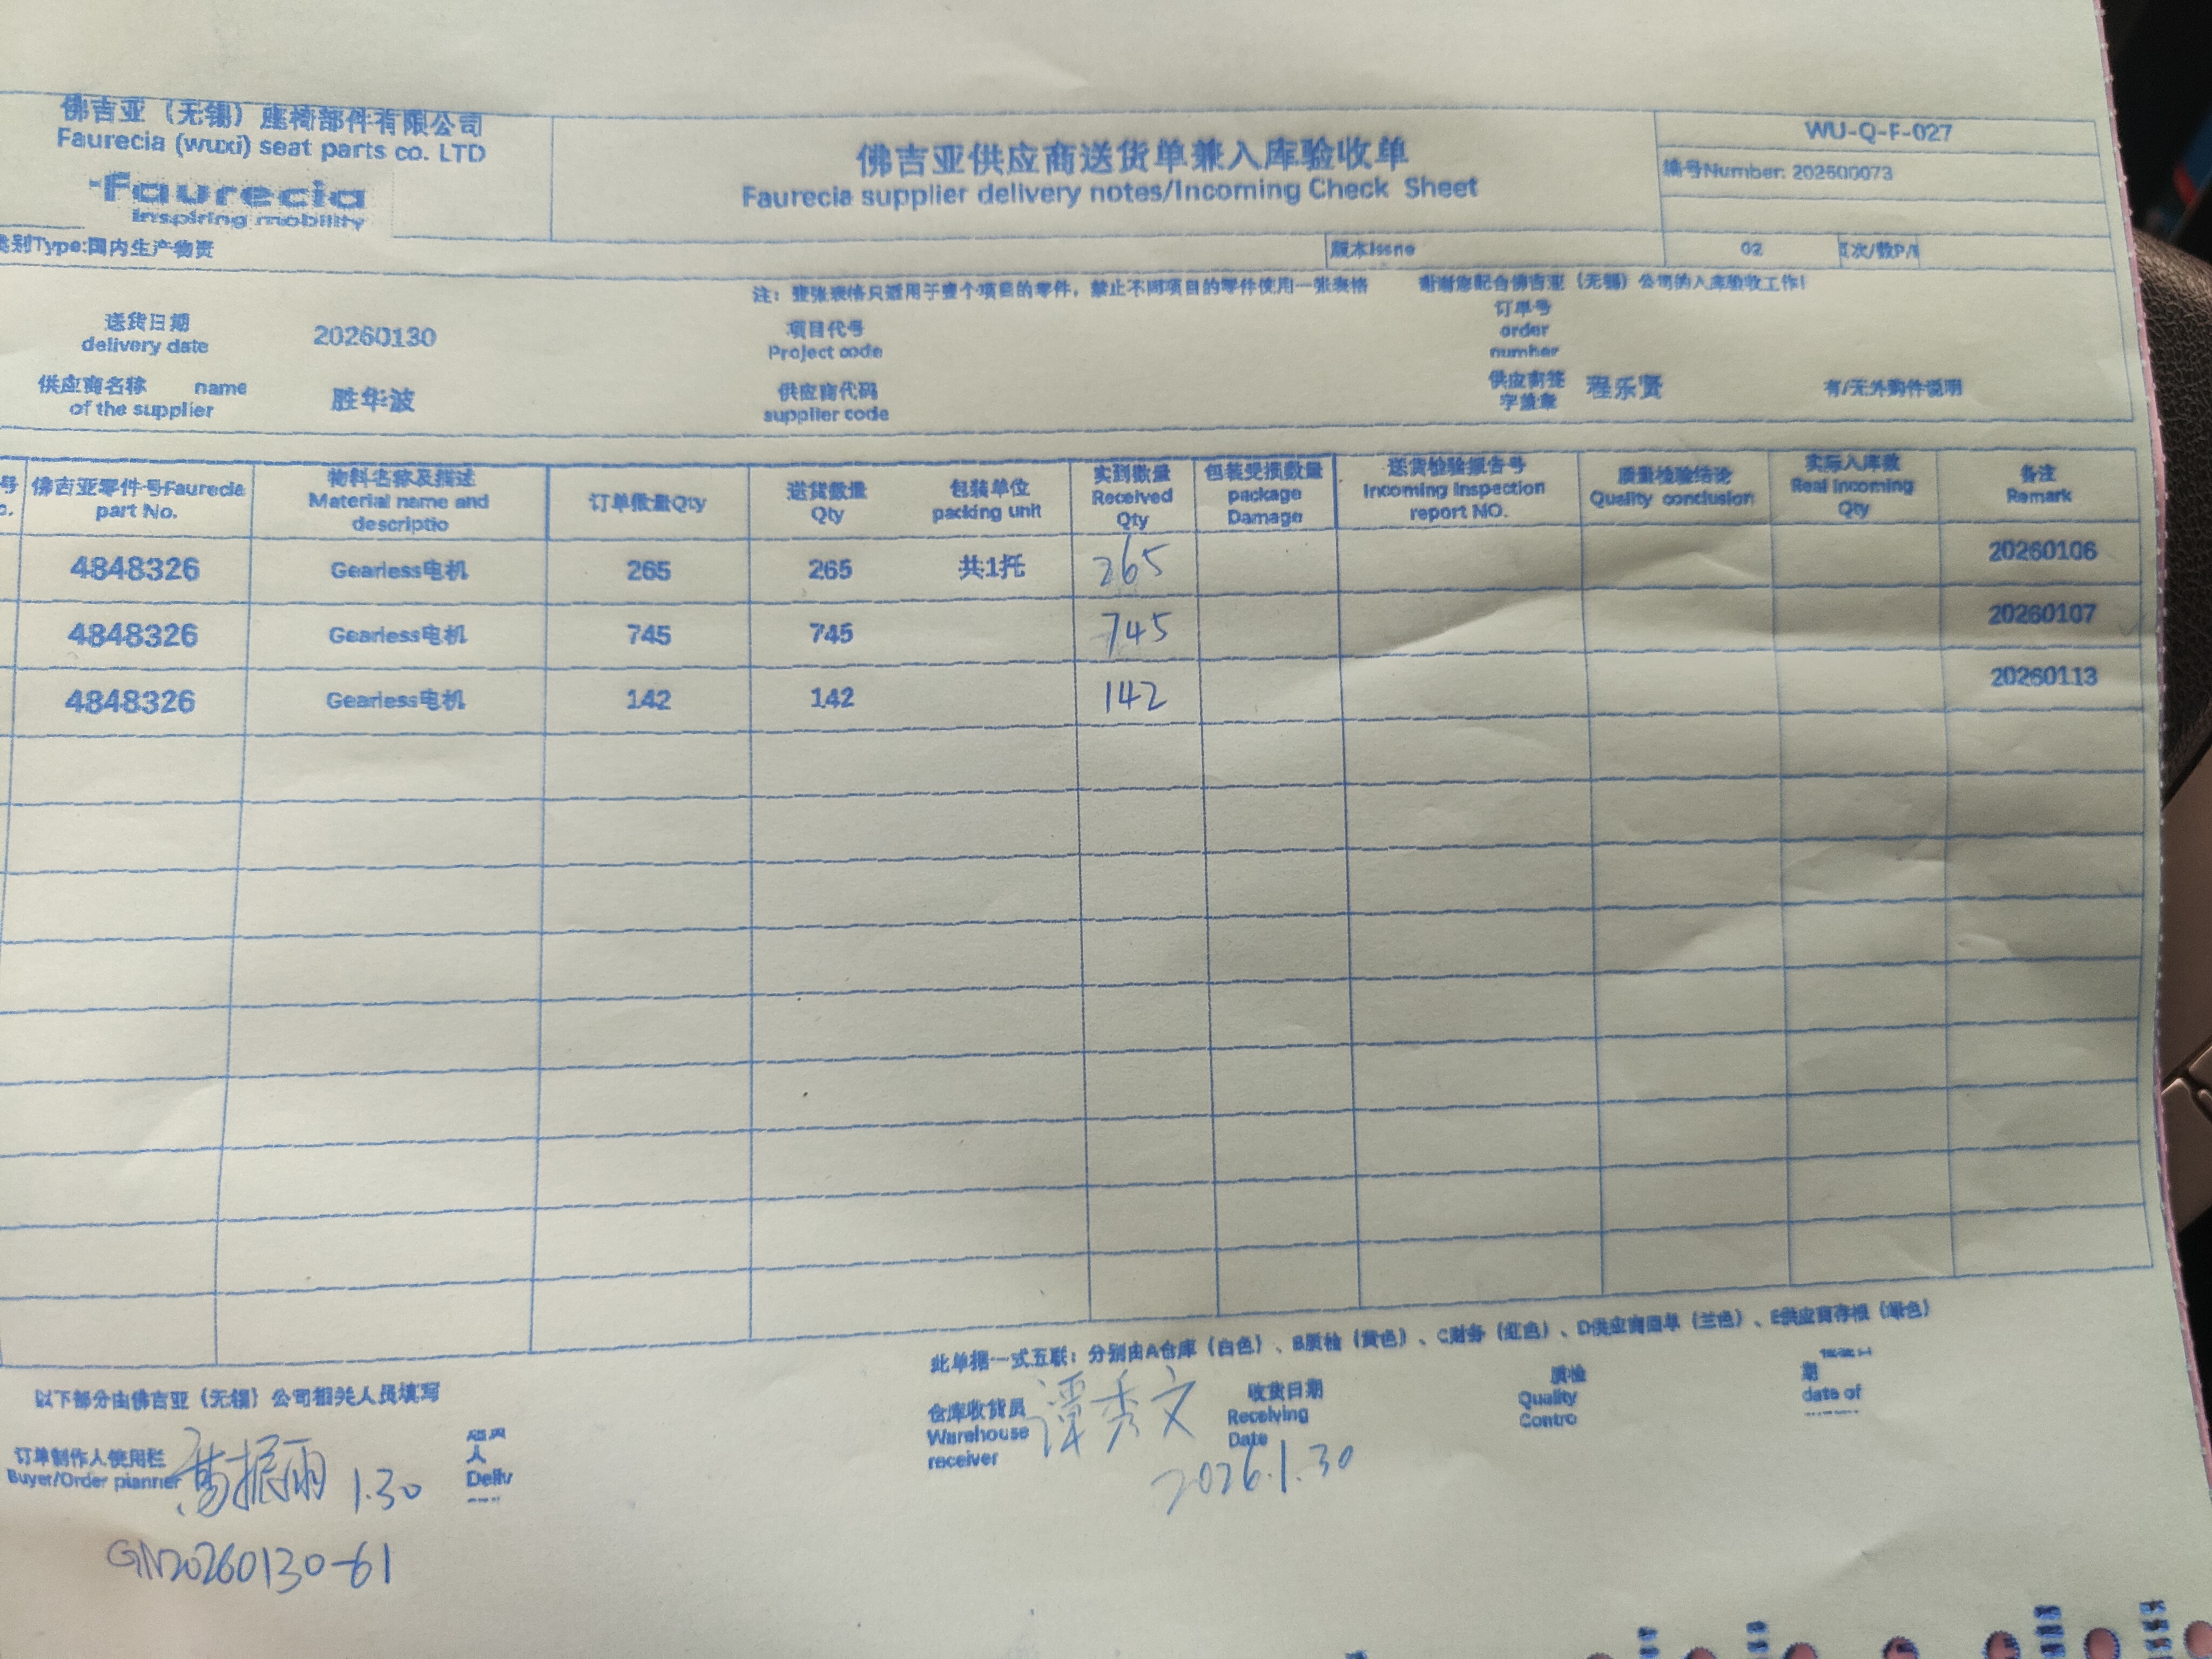 佛吉亚（无锡）座椅部件有限公司
Faurecia (wuxi) seat parts co. LTD
Faurecia
inspiring mobility
佛吉亚供应商送货单兼入库验收单
Faurecia supplier delivery notes/Incoming Check Sheet
WU-Q-F-027
编号Number: 202600073
类别Type:国内生产物资
版本Issne 02 页次/数P/
注：壹张表格只适用于壹个项目的零件，禁止不同项目的零件使用一张表格 谢谢您配合佛吉亚（无锡）公司的入库验收工作！
送货日期
delivery date
20260130
项目代号
Project code
订单号
order
number
供应商名称 name
of the supplier
胜华波
供应商代码
supplier code
供应商签
字盖章
程乐贤
有/无外购件说明
号 佛吉亚零件号Faurecia
part No.
物料名称及描述
Material name and
descriptio
订单数量Qty
送货数量
Qty
包装单位
packing unit
实到数量
Received
Qty
包装受损数量
package
Damage
送货检验报告号
Incoming Inspection
report NO.
质量检验结论
Quality conclusion
实际入库数
Real Incoming
Qty
备注
Remark
4848326 Gearless电机 265 265 共1托 265 20260106
4848326 Gearless电机 745 745 745 20260107
4848326 Gearless电机 142 142 142 20260113
此单据一式五联：分别由A仓库（白色）、B质检（黄色）、C财务（红色）、D供应商回单（兰色）、E供应商存根（绿色）
以下部分由佛吉亚（无锡）公司相关人员填写
订单制作人使用栏
Buyer/Order planner
振雨 1.30
人
Deliv
仓库收货员
Warehouse
receiver
谭秀文
收货日期
Receiving
Date
2026.1.30
质检
Quality
Contro
期
date of
GN20260130-61